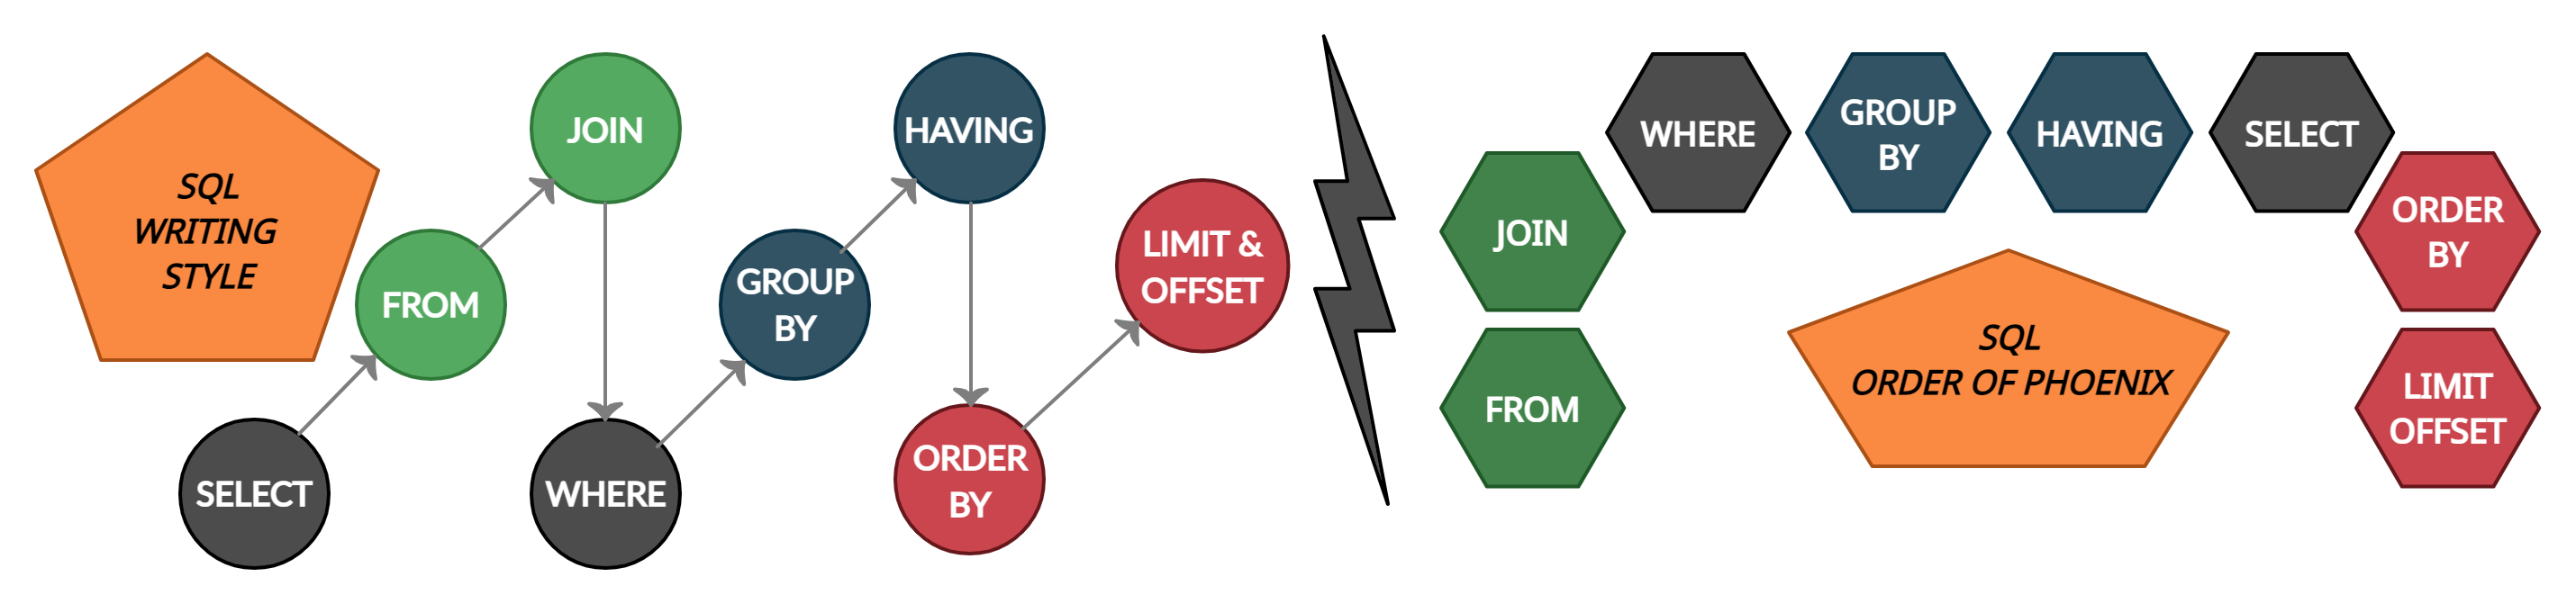 SQL
WRITING
STYLE
SELECT
FROM
JOIN
WHERE
GROUP
BY
HAVING
ORDER
BY
LIMIT &
OFFSET
FROM
JOIN
WHERE
GROUP
BY
HAVING
SELECT
ORDER
BY
LIMIT
OFFSET
SQL
ORDER OF PHOENIX